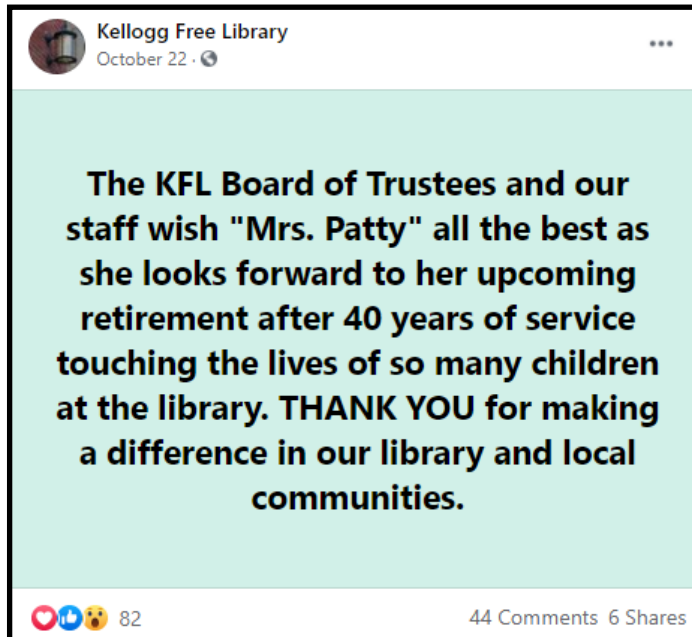 Kellogg Free Library
October 22 ·
The KFL Board of Trustees and our
staff wish "Mrs. Patty" all the best as
she looks forward to her upcoming
retirement after 40 years of service
touching the lives of so many children
at the library. THANK YOU for making
a difference in our library and local
communities.
82 44 Comments 6 Shares